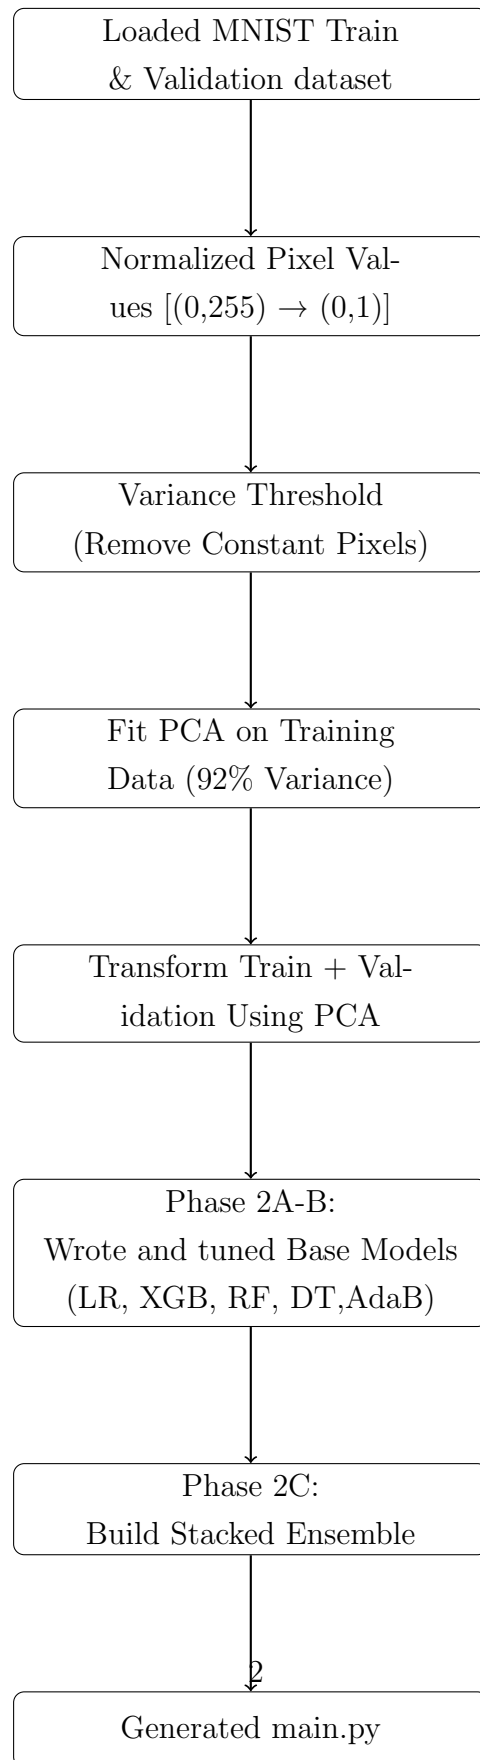 Loaded MNIST Train
& Validation dataset
Normalized Pixel Val-
ues [(0,255) → (0,1)]
Variance Threshold
(Remove Constant Pixels)
Fit PCA on Training
Data (92% Variance)
Transform Train + Val-
idation Using PCA
Phase 2A-B:
Wrote and tuned Base Models
(LR, XGB, RF, DT,AdaB)
Phase 2C:
Build Stacked Ensemble
2
Generated main.py